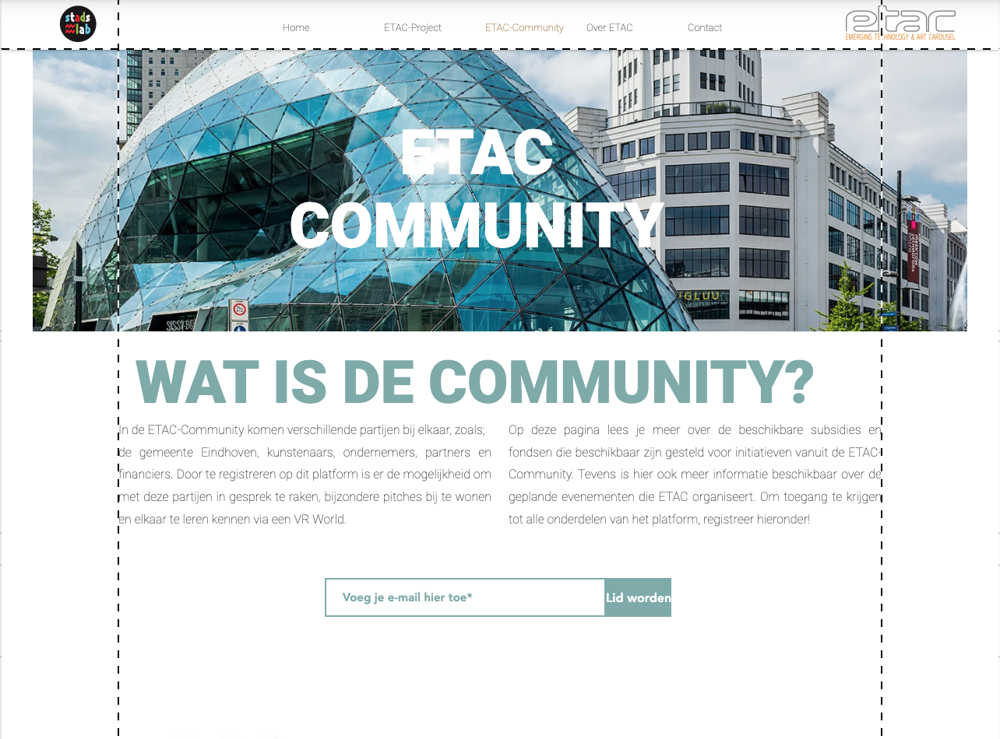 stads
lab
Home
ETAC-Project
ETAC-Community
Over ETAC
Contact
etac
EMERGING TECHNOLOGY & ART CAROUSEL
ETAC
COMMUNITY
WAT IS DE COMMUNITY?
In de ETAC-Community komen verschillende partijen bij elkaar, zoals;
de gemeente Eindhoven, kunstenaars, ondernemers, partners en
financiers. Door te registreren op dit platform is er de mogelijkheid om
met deze partijen in gesprek te raken, bijzondere pitches bij te wonen
en elkaar te leren kennen via een VR World.
Op deze pagina lees je meer over de beschikbare subsidies en
fondsen die beschikbaar zijn gesteld voor initiatieven vanuit de ETAC-
Community. Tevens is hier ook meer informatie beschikbaar over de
geplande evenementen die ETAC organiseert. Om toegang te krijgen
tot alle onderdelen van het platform, registreer hieronder!
Voeg je e-mail hier toe*
Lid worden